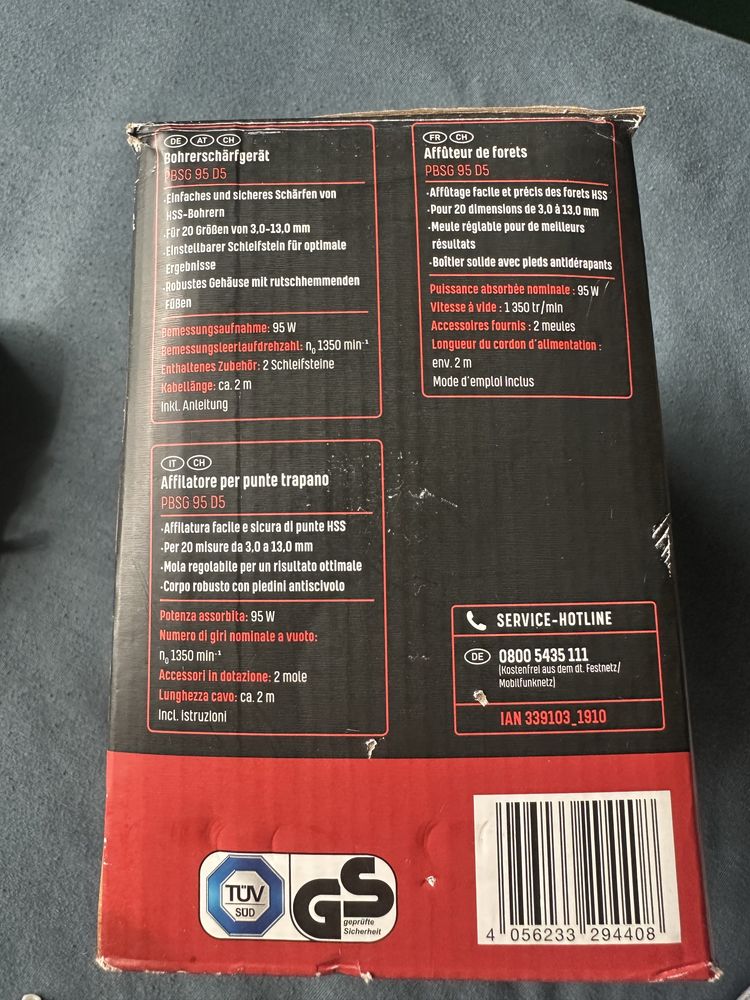 DE AT CH
Bohrerschärfgerät
PBSG 95 D5
·Einfaches und sicheres Schärfen von
HSS-Bohrern
·Für 20 Größen von 3,0-13,0 mm
·Einstellbarer Schleifstein für optimale
Ergebnisse
·Robustes Gehäuse mit rutschhemmenden
Füßen
Bemessungsaufnahme: 95 W
Bemessungsleerlaufdrehzahl: n₀ 1350 min⁻¹
Enthaltenes Zubehör: 2 Schleifsteine
Kabellänge: ca. 2 m
Inkl. Anleitung
FR CH
Affûteur de forets
PBSG 95 D5
·Affûtage facile et précis des forets HSS
·Pour 20 dimensions de 3,0 à 13,0 mm
·Meule réglable pour de meilleurs
résultats
·Boîtier solide avec pieds antidérapants
Puissance absorbée nominale : 95 W
Vitesse à vide : 1 350 tr/min
Accessoires fournis : 2 meules
Longueur du cordon d'alimentation :
env. 2 m
Mode d'emploi inclus
IT CH
Affilatore per punte trapano
PBSG 95 D5
·Affilatura facile e sicura di punte HSS
·Per 20 misure da 3,0 a 13,0 mm
·Mola regolabile per un risultato ottimale
·Corpo robusto con piedini antiscivolo
Potenza assorbita: 95 W
Numero di giri nominale a vuoto:
n₀ 1350 min⁻¹
Accessori in dotazione: 2 mole
Lunghezza cavo: ca. 2 m
Incl. istruzioni
SERVICE-HOTLINE
DE 0800 5435 111
(Kostenfrei aus dem dt. Festnetz/
Mobilfunknetz)
IAN 339103_1910
TÜV
SÜD
GS
geprüfte
Sicherheit
4 056233 294408